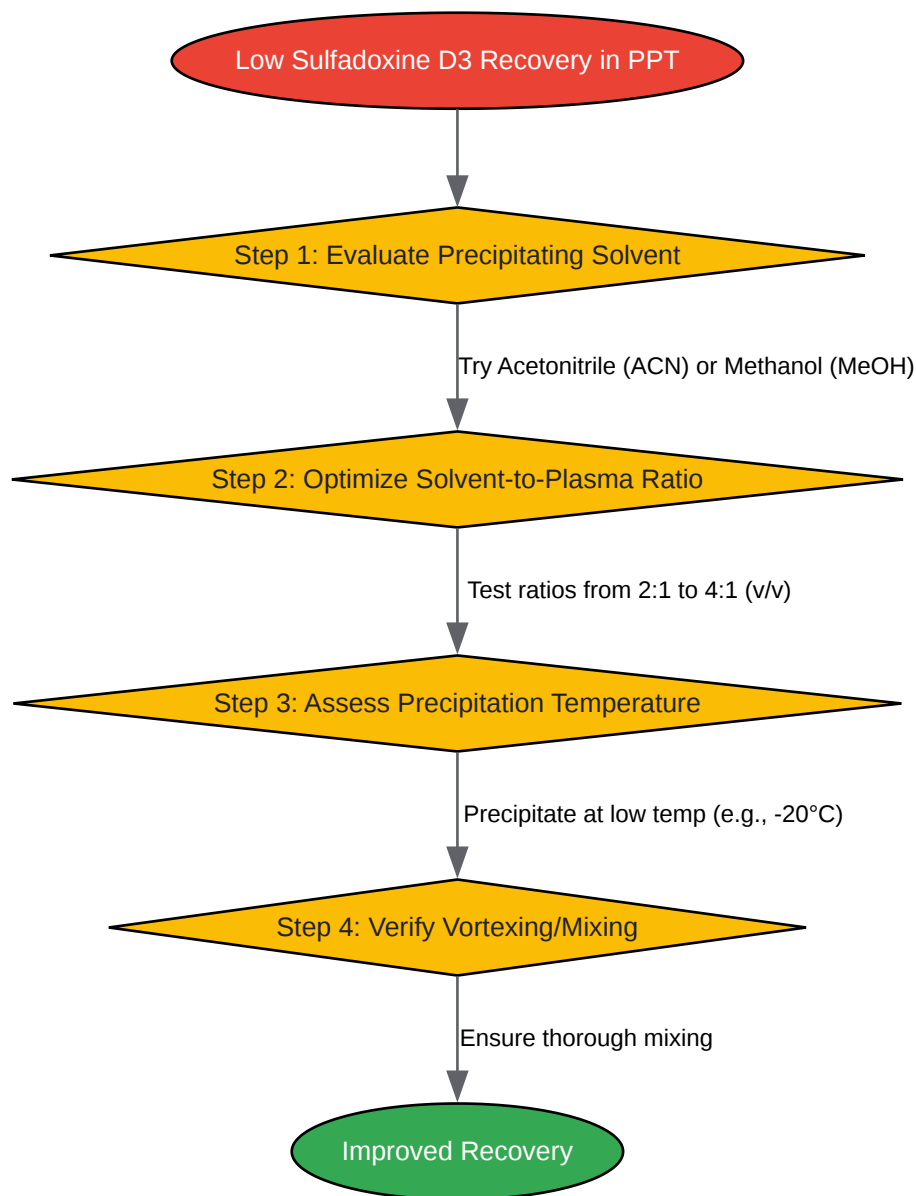 Low Sulfadoxine D3 Recovery in PPT
Step 1: Evaluate Precipitating Solvent
Try Acetonitrile (ACN) or Methanol (MeOH)
Step 2: Optimize Solvent-to-Plasma Ratio
Test ratios from 2:1 to 4:1 (v/v)
Step 3: Assess Precipitation Temperature
Precipitate at low temp (e.g., -20°C)
Step 4: Verify Vortexing/Mixing
Ensure thorough mixing
Improved Recovery